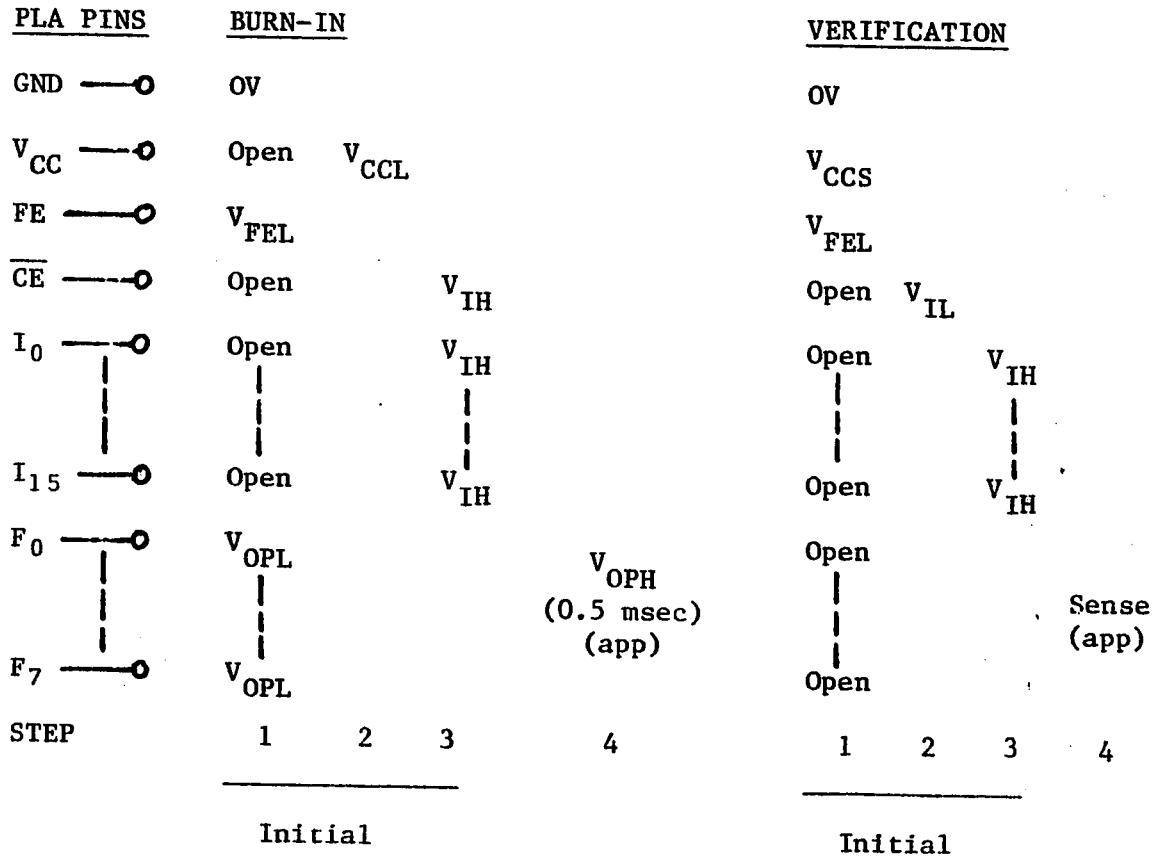 PLA PINS BURN-IN VERIFICATION
GND OV OV
VCC Open VCCL VCCS
FE VFEL VFEL
CE Open VIH Open VIL
I0 Open VIH Open VIH
I15 Open VIH Open VIH
F0 VOPL VOPH Open
(0.5 msec) Sense
(app) (app)
F7 VOPL Open
STEP 1 2 3 4 1 2 3 4
Initial Initial